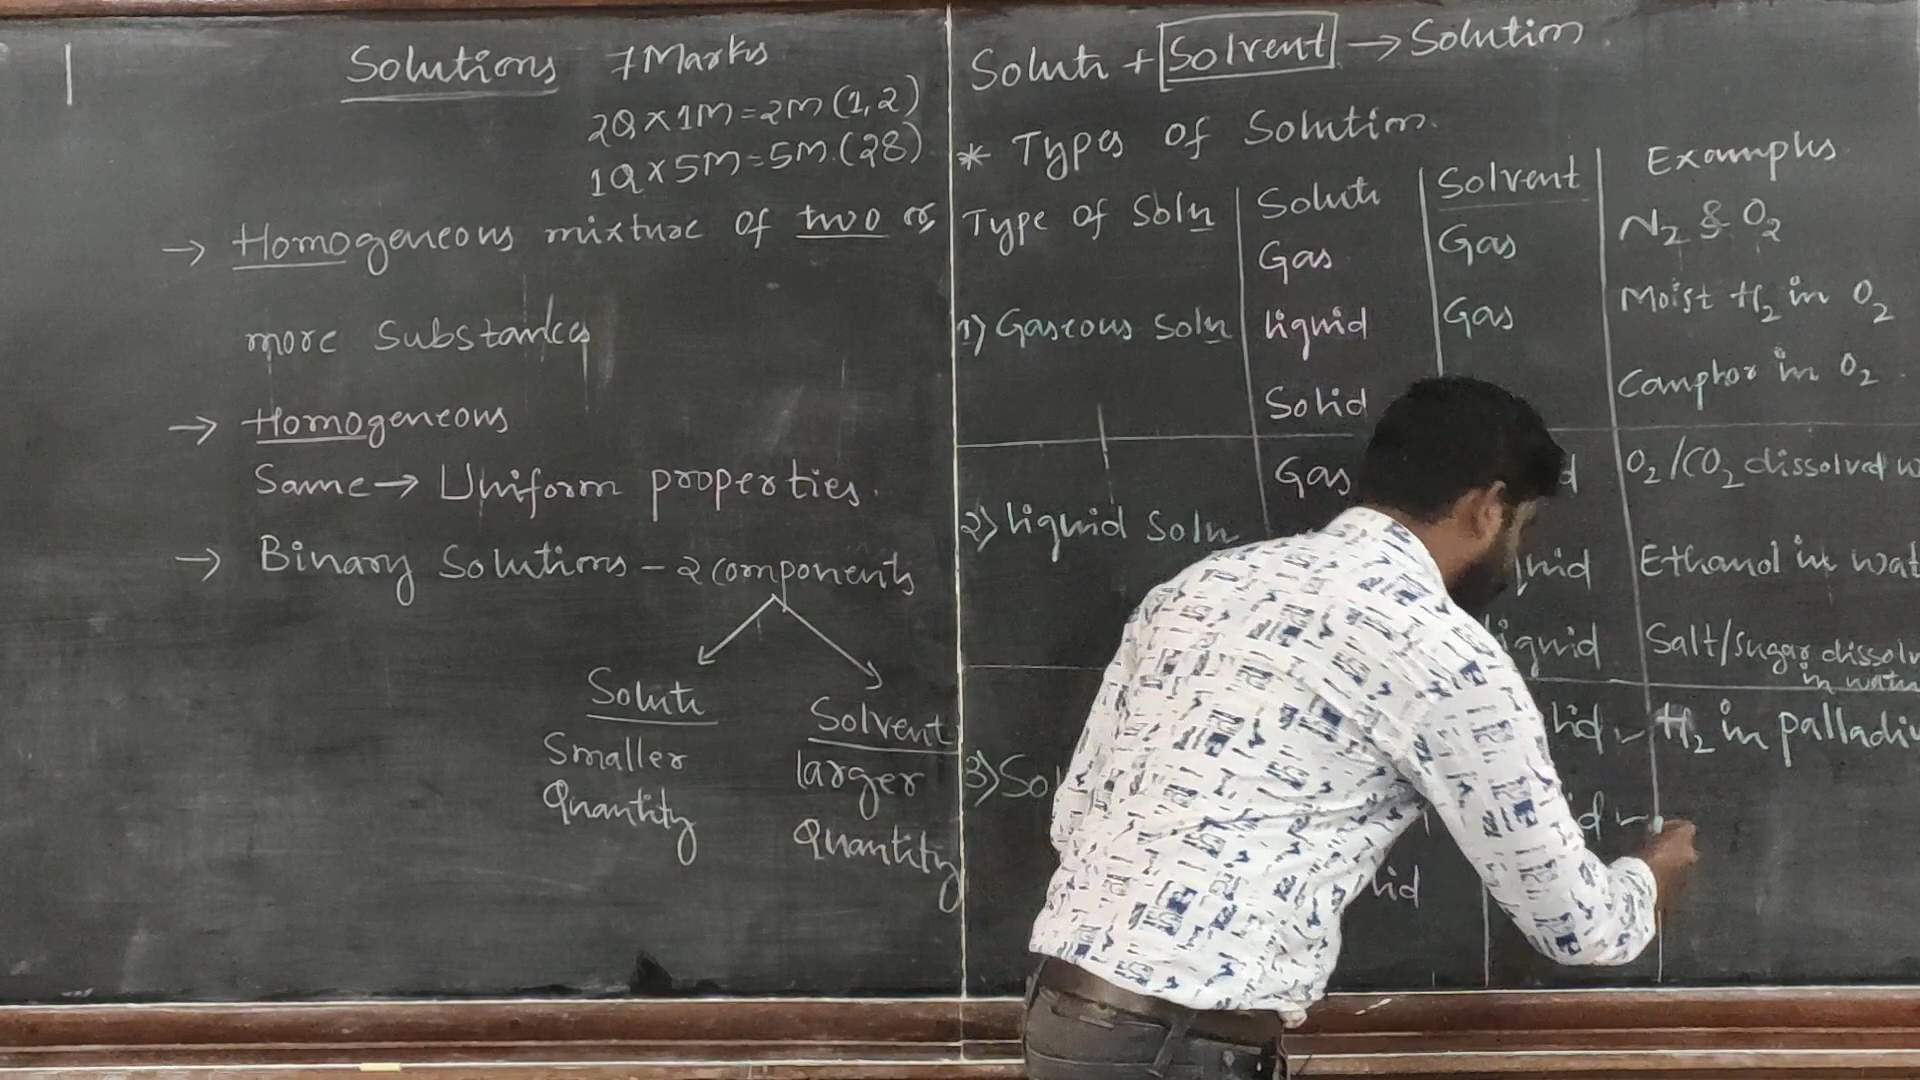 Solutions 7 Marks
2Q x 1M = 2M (1,2)
1Q x 5M = 5M (28)
→ Homogeneous mixture of two or
more Substances
→ Homogeneous
Same → Uniform properties.
→ Binary Solutions - 2 components
Solute
Smaller
Quantity
Solvent
larger
Quantity
Solute + Solvent → Solution
* Types of Solution.
Type of Soln Solute Solvent Examples
Gas Gas N2 & O2
1) Gaseous Soln liquid Gas Moist H2 in O2
Solid Camphor in O2
Gas O2/CO2 dissolved
2) liquid Soln Ethanol in
Salt/sugar
in
3) H2 in